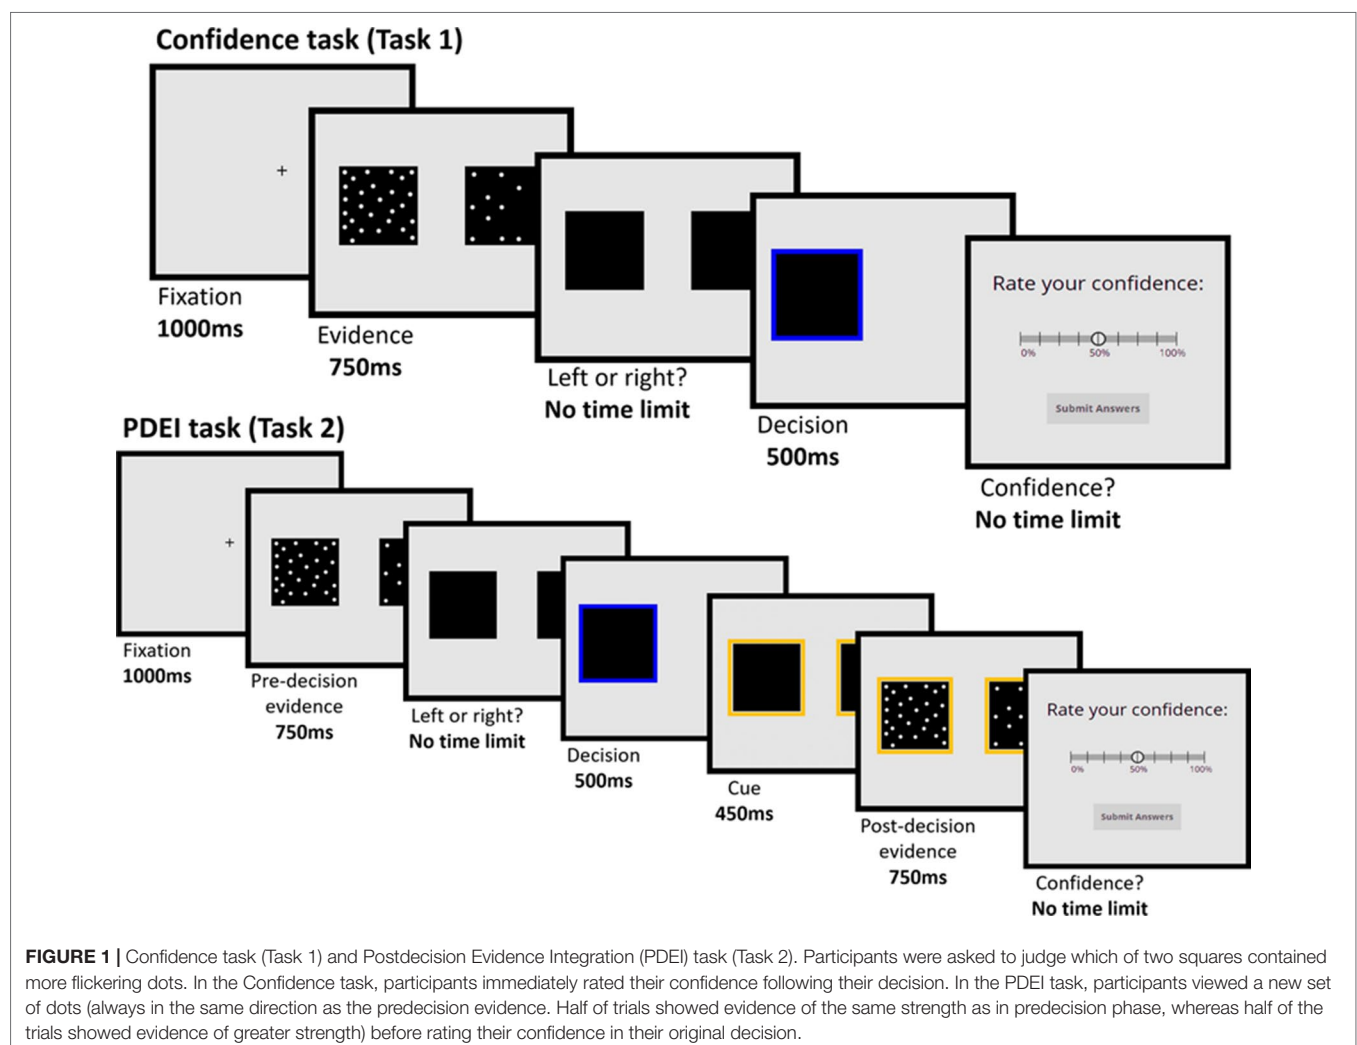 Confidence task (Task 1)
+
Fixation
1000ms
Evidence
750ms
Left or right?
No time limit
Decision
500ms
Rate your confidence:
0% 50% 100%
Submit Answers
Confidence?
No time limit
PDEI task (Task 2)
+
Fixation
1000ms
Pre-decision
evidence
750ms
Left or right?
No time limit
Decision
500ms
Cue
450ms
Post-decision
evidence
750ms
Rate your confidence:
0% 50% 100%
Submit Answers
Confidence?
No time limit
FIGURE 1 | Confidence task (Task 1) and Postdecision Evidence Integration (PDEI) task (Task 2). Participants were asked to judge which of two squares contained
more flickering dots. In the Confidence task, participants immediately rated their confidence following their decision. In the PDEI task, participants viewed a new set
of dots (always in the same direction as the predecision evidence. Half of trials showed evidence of the same strength as in predecision phase, whereas half of the
trials showed evidence of greater strength) before rating their confidence in their original decision.